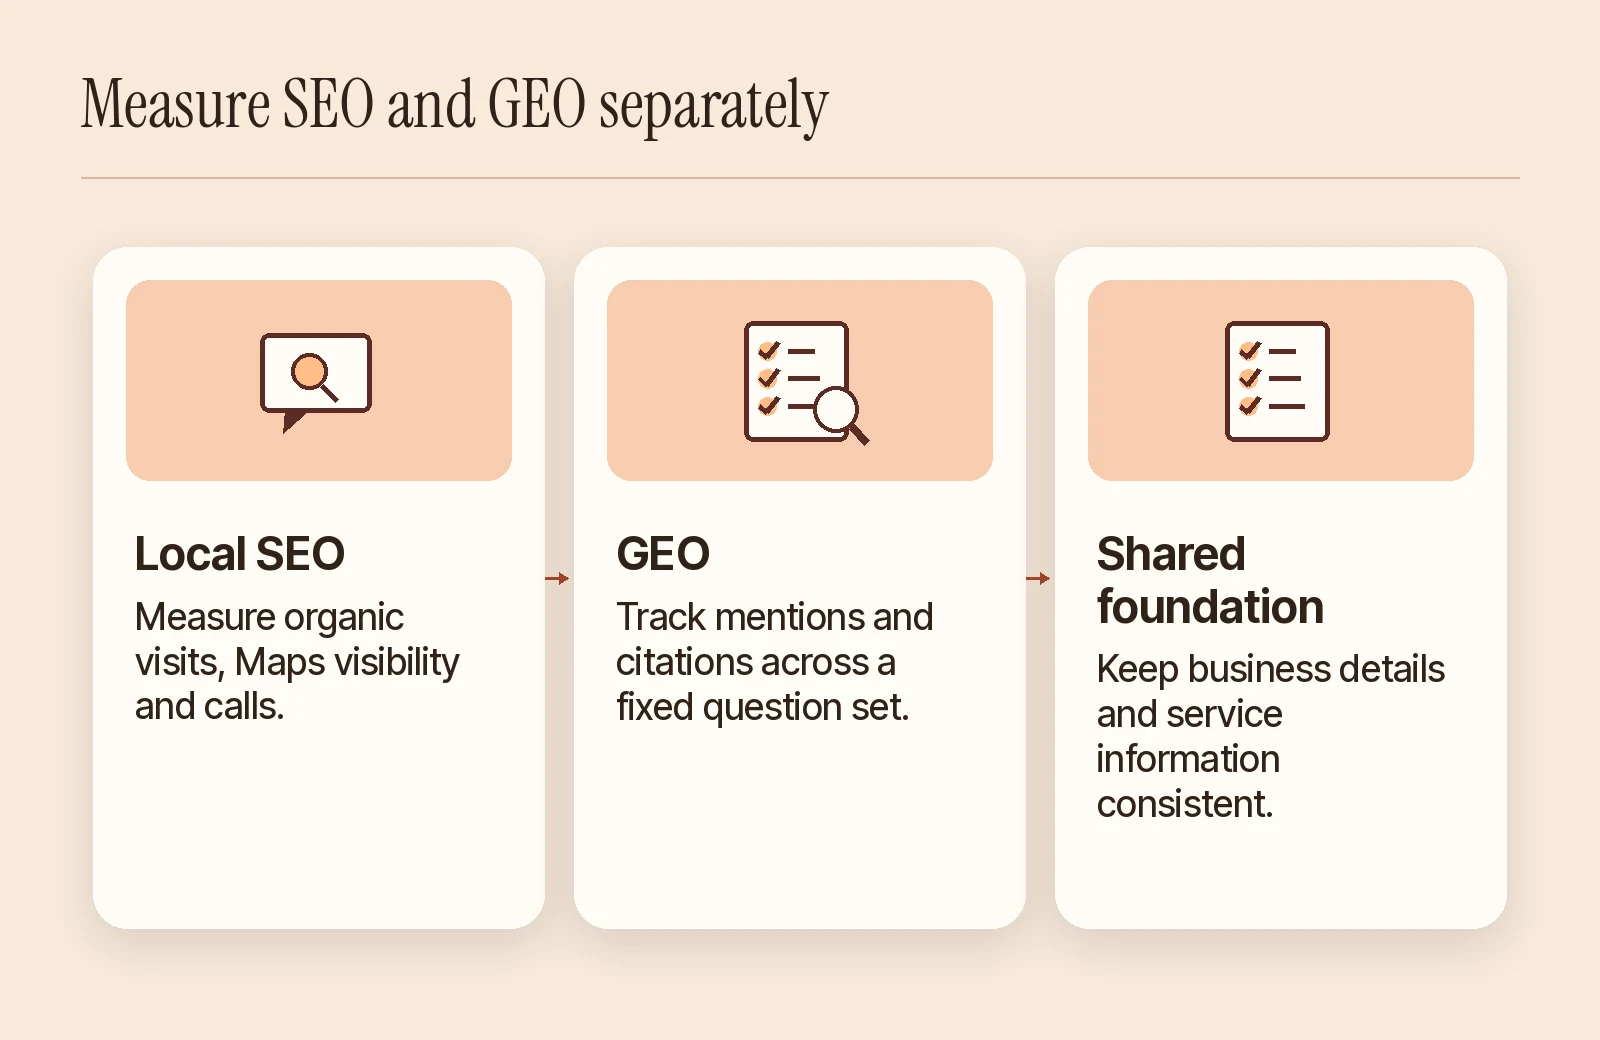 Measure SEO and GEO separately
Local SEO
Measure organic
visits, Maps visibility
and calls.
GEO
Track mentions and
citations across a
fixed question set.
Shared
foundation
Keep business details
and service
information
consistent.